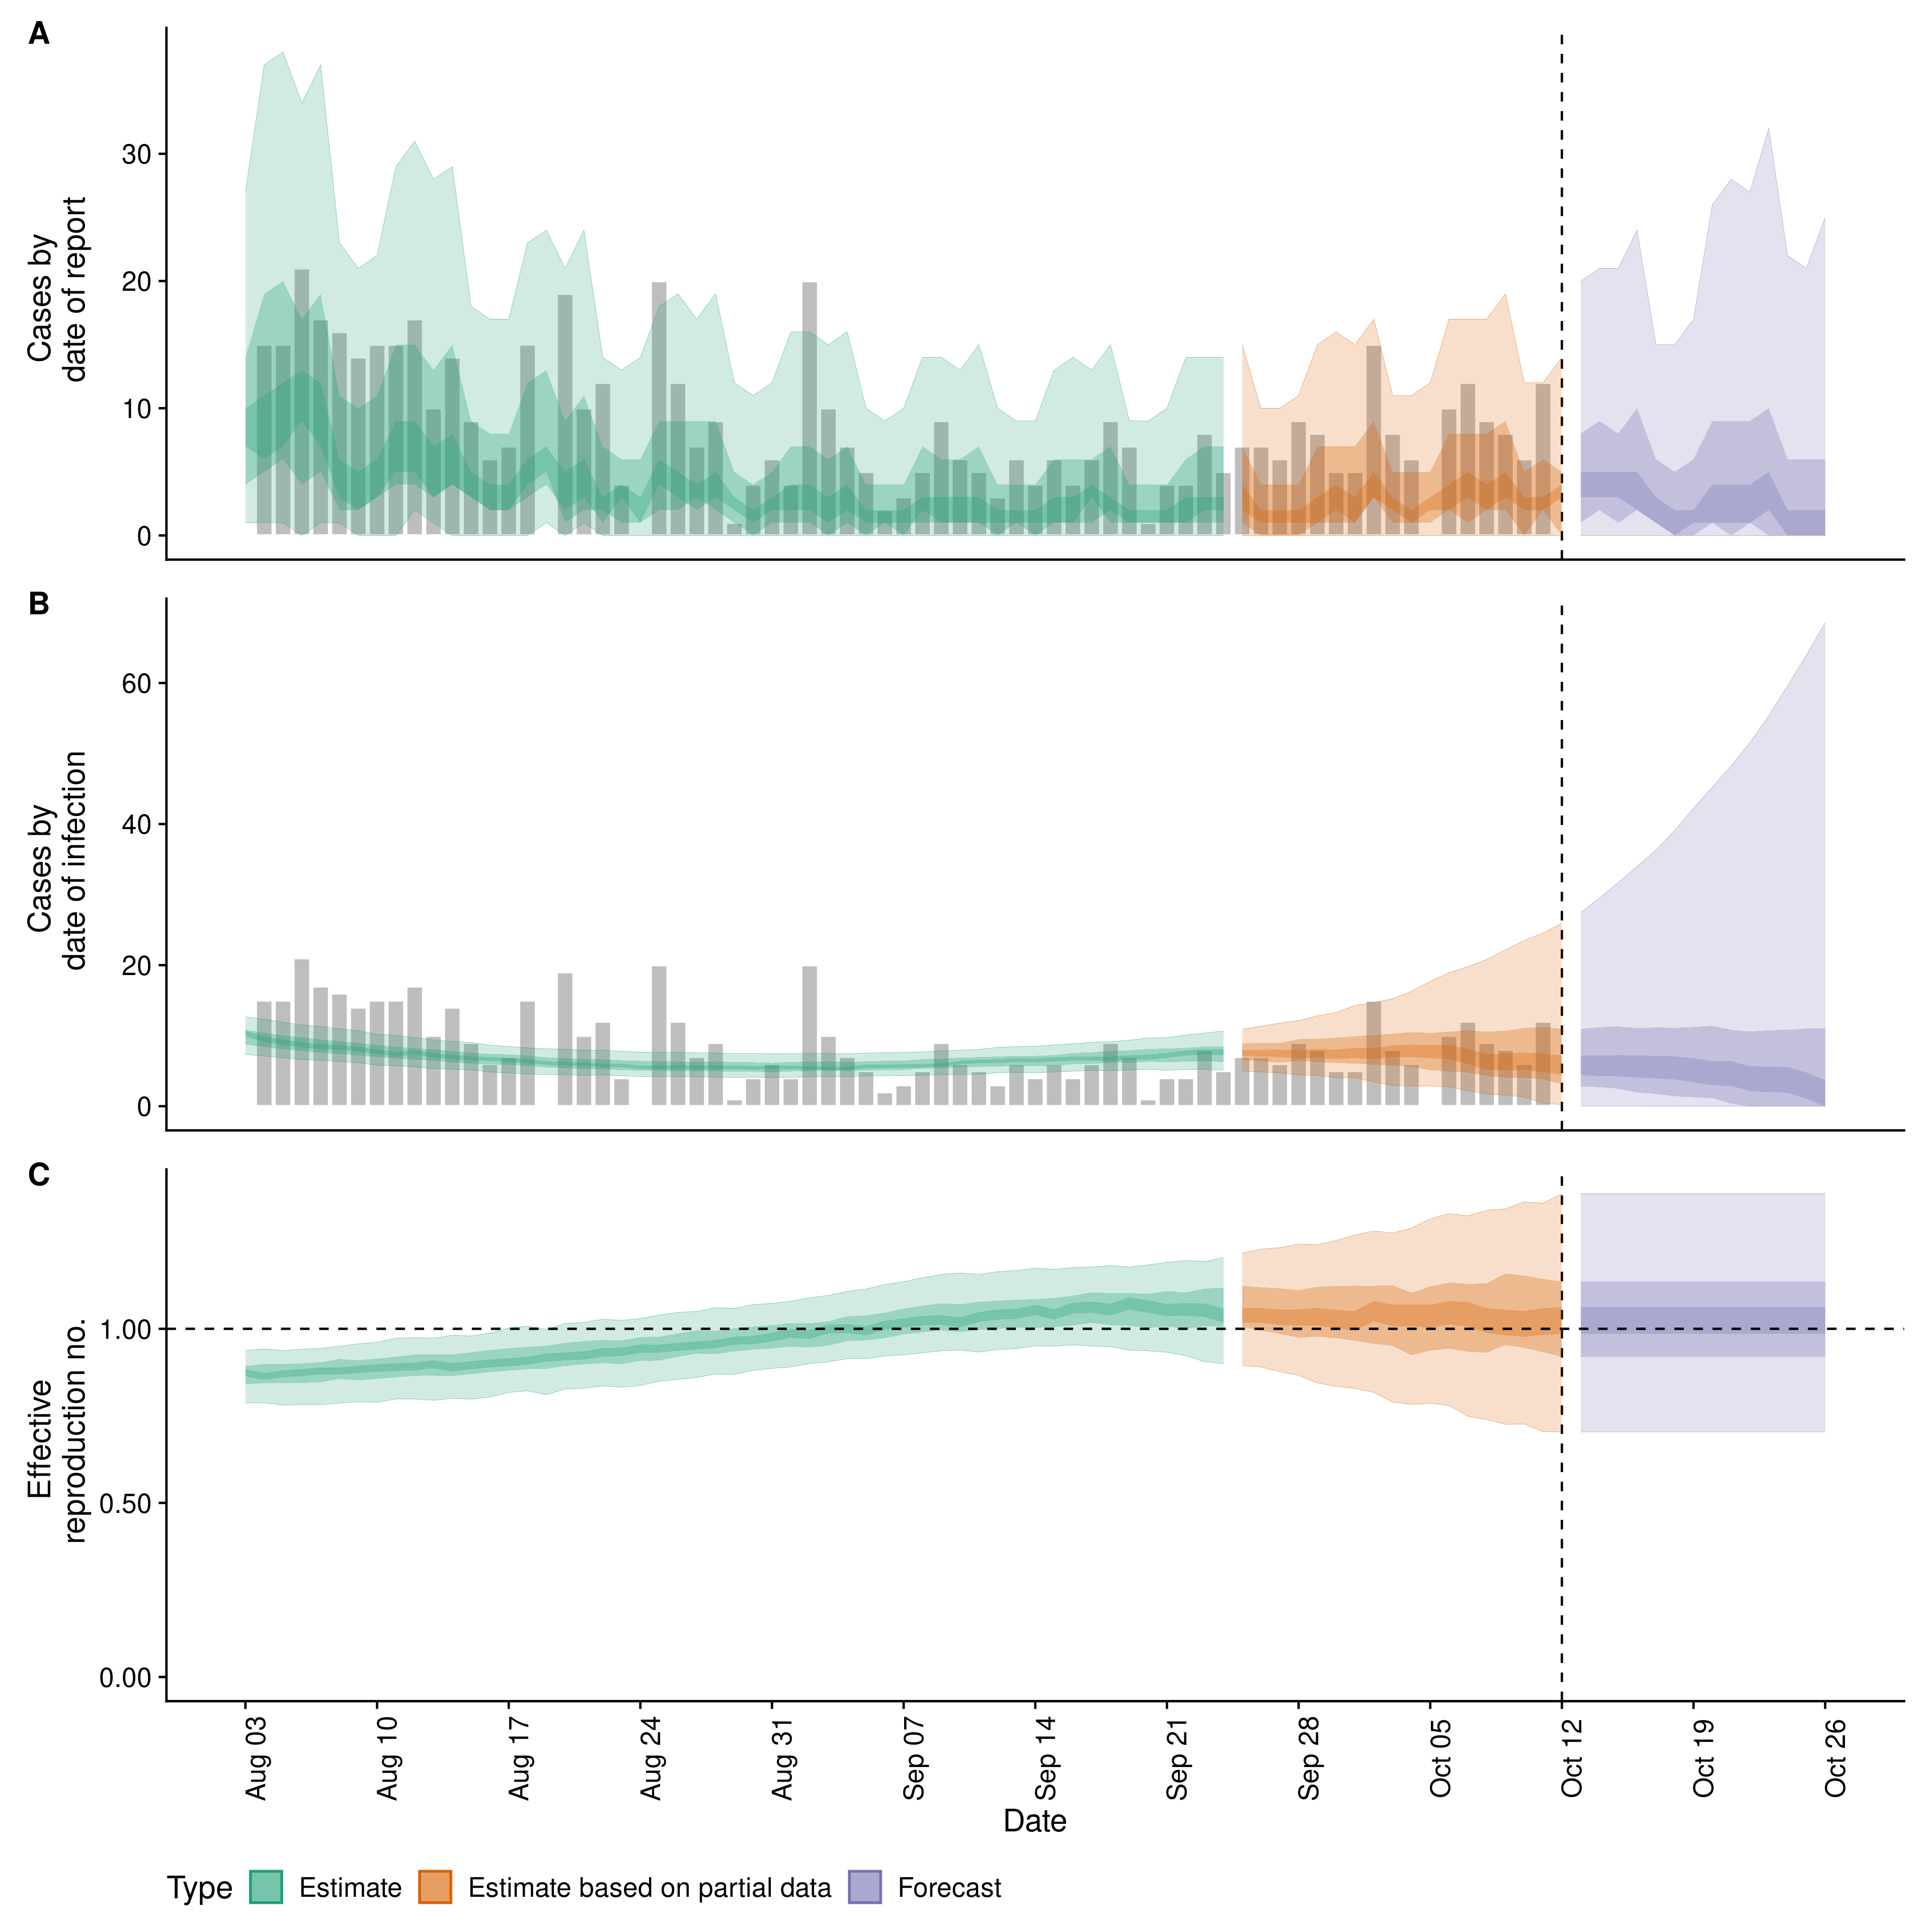 A
Cases by
date of report
30
20
10
0
B
Cases by
date of infection
60
40
20
0
C
Effective
reproduction no.
1.00
0.50
0.00
Aug 03
Aug 10
Aug 17
Aug 24
Aug 31
Sep 07
Sep 14
Sep 21
Sep 28
Oct 05
Oct 12
Oct 19
Oct 26
Date
Type Estimate Estimate based on partial data Forecast